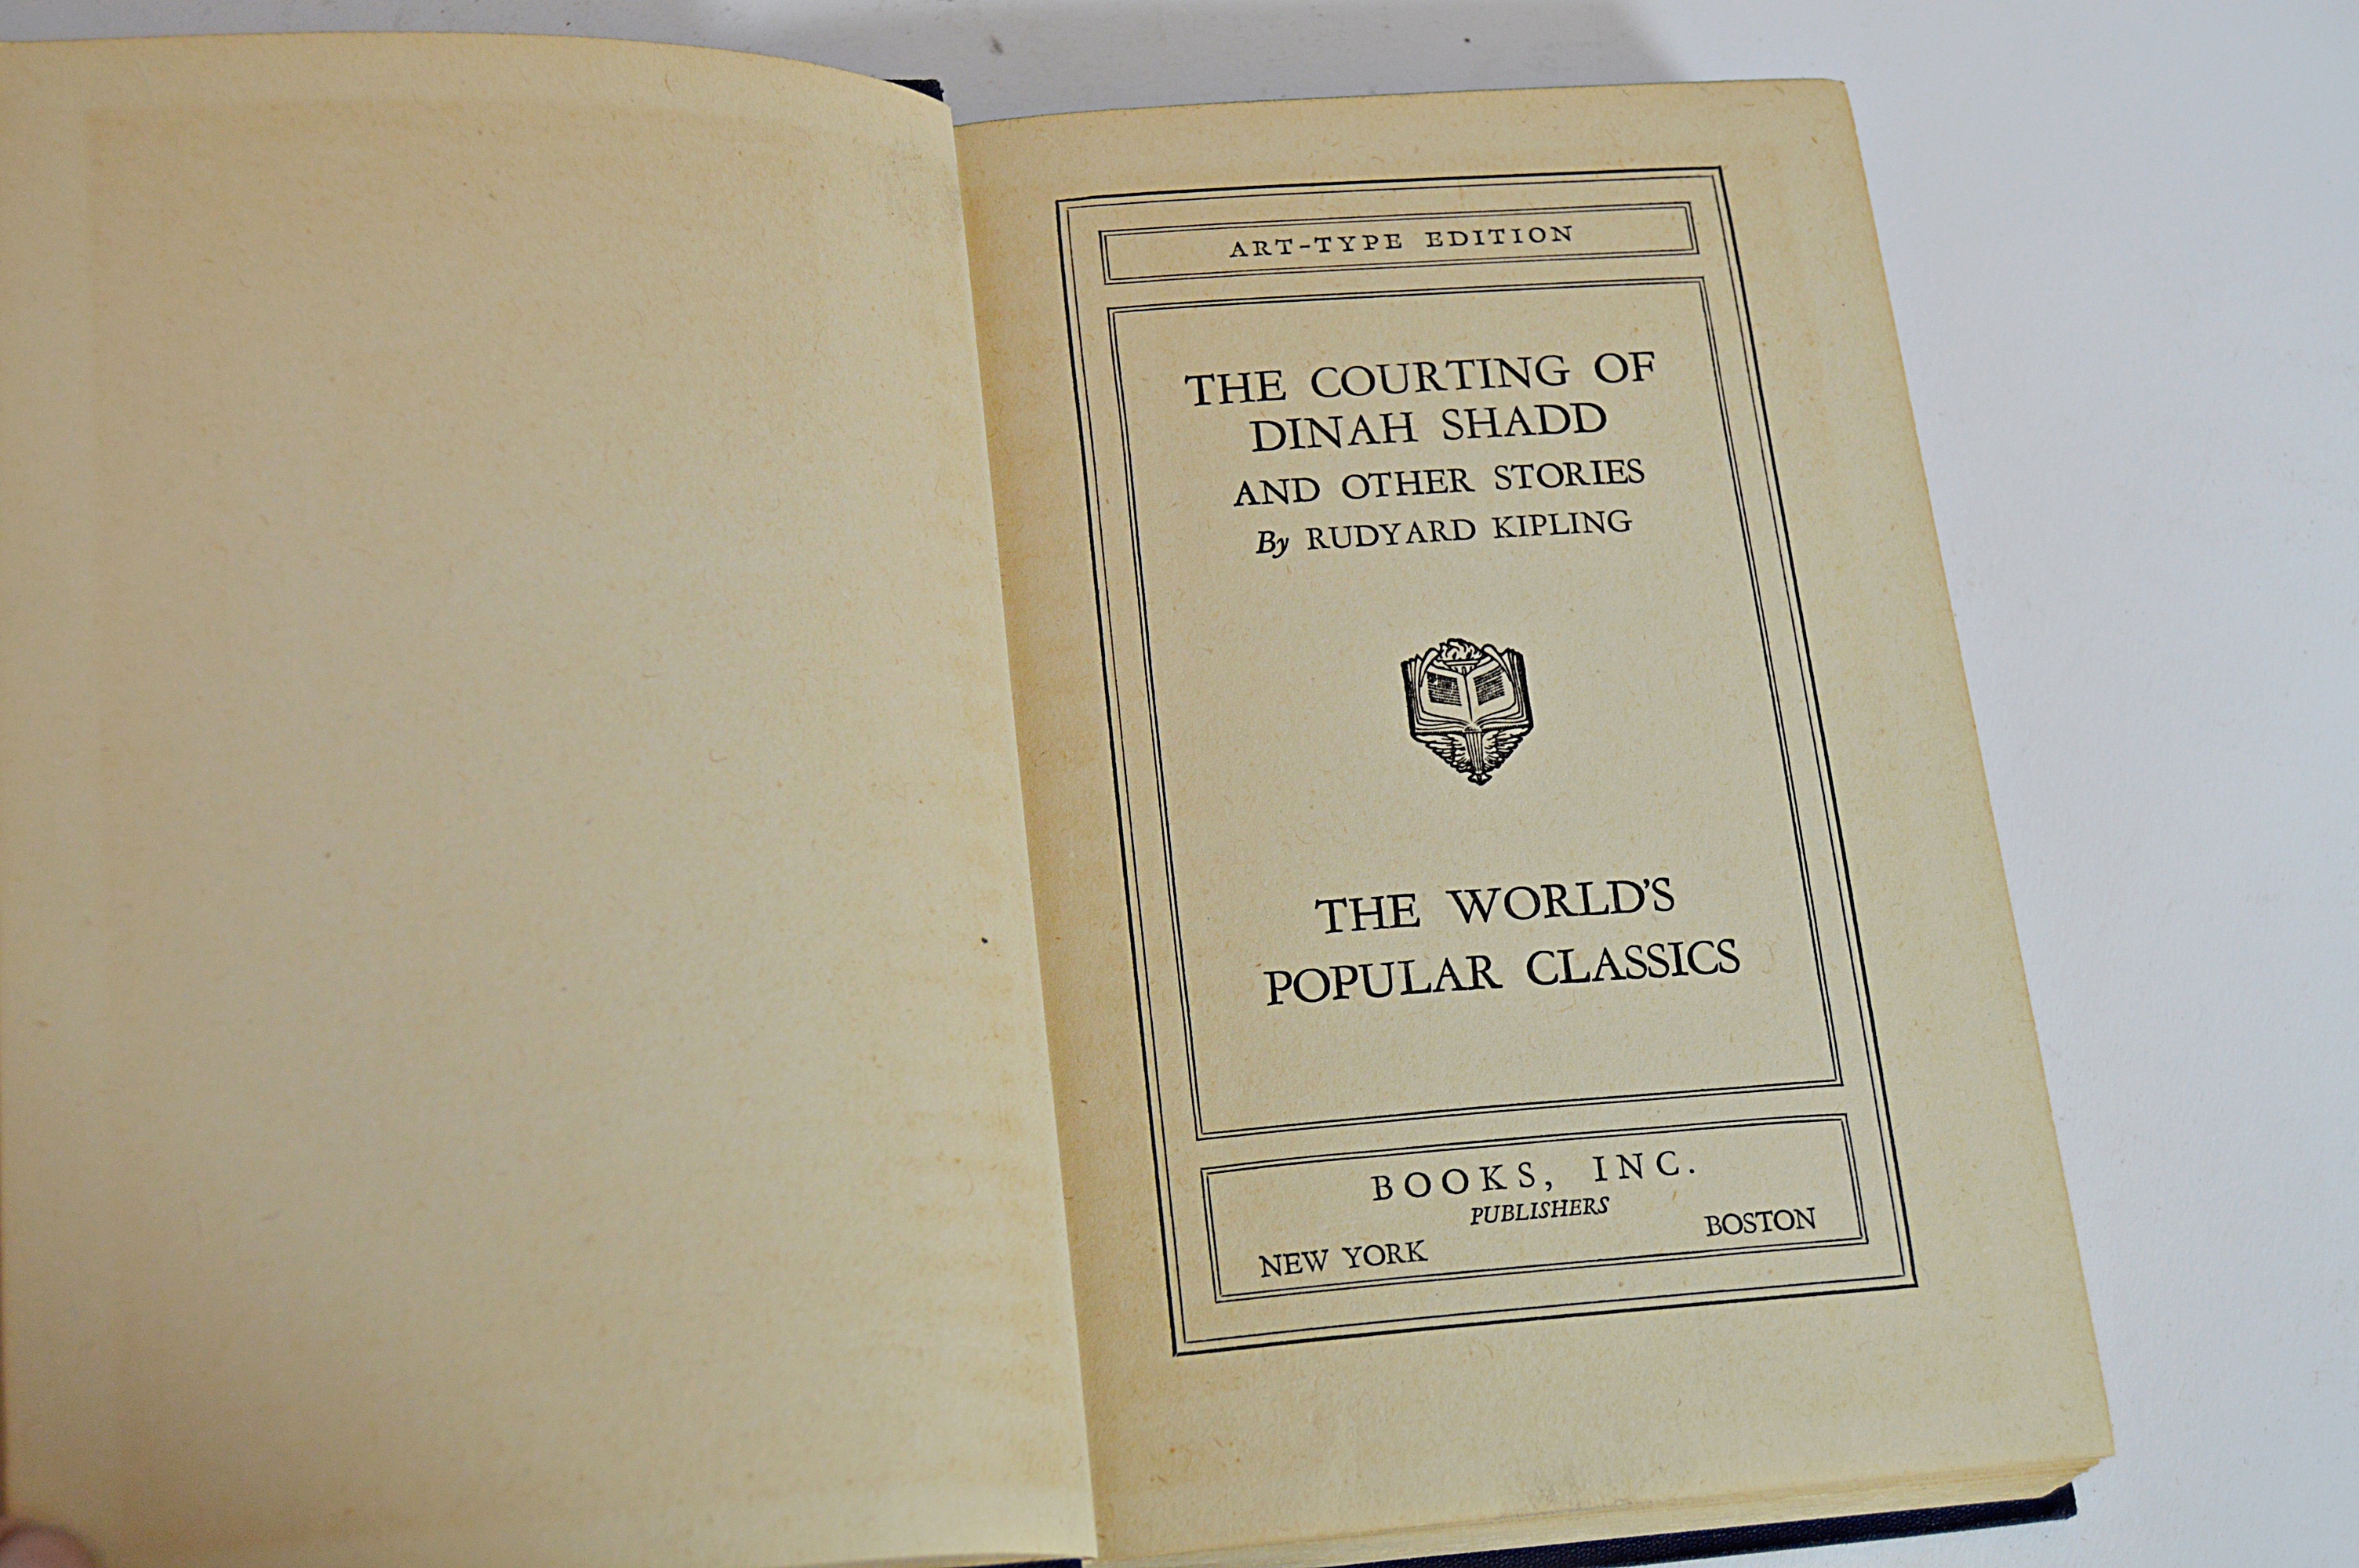 ART-TYPE EDITION
THE COURTING OF
DINAH SHADD
AND OTHER STORIES
By RUDYARD KIPLING
THE WORLD'S
POPULAR CLASSICS
BOOKS, INC.
PUBLISHERS
NEW YORK BOSTON